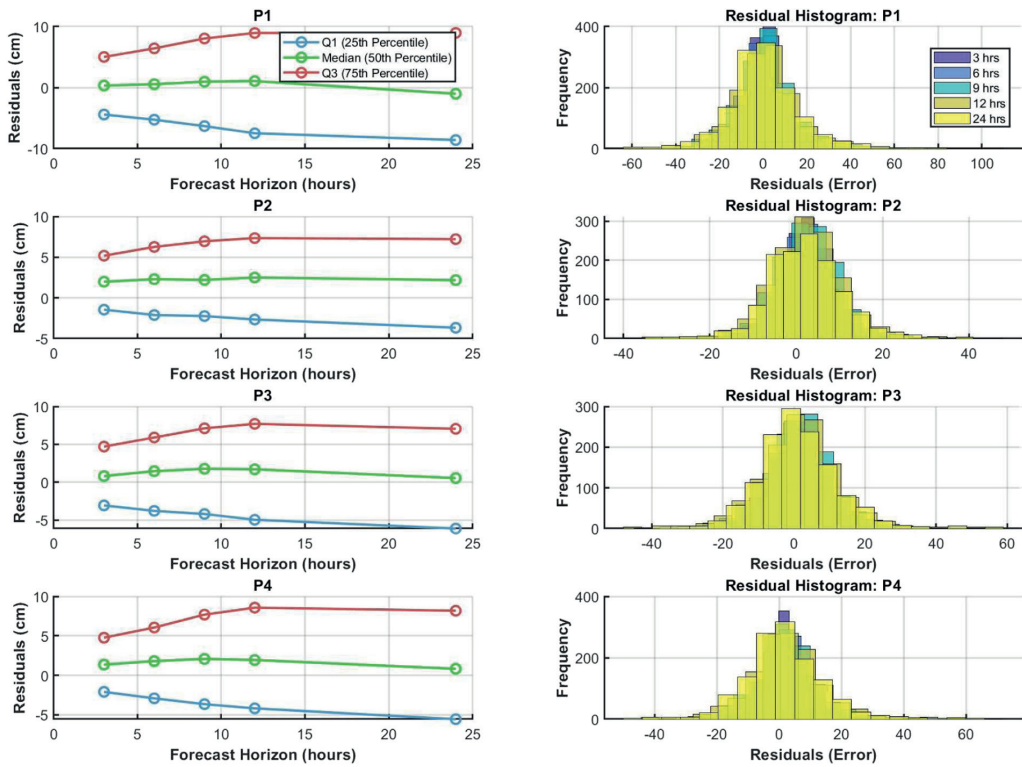 P1
Residuals (cm)
10
0
-10
Q1 (25th Percentile)
Median (50th Percentile)
Q3 (75th Percentile)
0 5 10 15 20 25
Forecast Horizon (hours)
Residual Histogram: P1
Frequency
400
200
0
3 hrs
6 hrs
9 hrs
12 hrs
24 hrs
-60 -40 -20 0 20 40 60 80 100
Residuals (Error)
P2
Residuals (cm)
10
5
0
-5
0 5 10 15 20 25
Forecast Horizon (hours)
Residual Histogram: P2
Frequency
300
200
100
0
-40 -20 0 20 40
Residuals (Error)
P3
Residuals (cm)
10
5
0
-5
0 5 10 15 20 25
Forecast Horizon (hours)
Residual Histogram: P3
Frequency
300
200
100
0
-40 -20 0 20 40 60
Residuals (Error)
P4
Residuals (cm)
10
5
0
-5
0 5 10 15 20 25
Forecast Horizon (hours)
Residual Histogram: P4
Frequency
400
200
0
-40 -20 0 20 40 60
Residuals (Error)